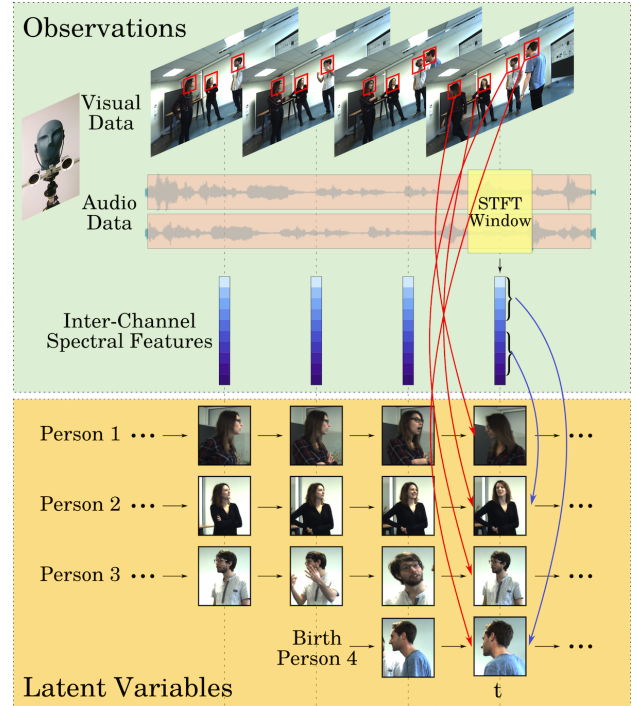 Observations
Visual
Data
Audio
Data
STFT
Window
Inter-Channel
Spectral Features
Person 1
Person 2
Person 3
Birth
Person 4
Latent Variables
t